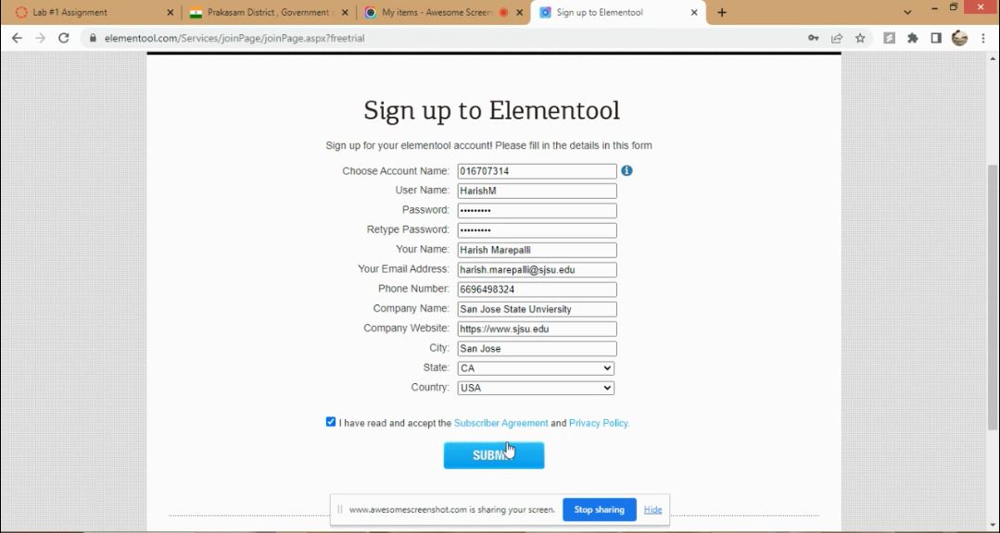 Lab #1 Assignment
Prakasam District , Government
My items - Awesome Screen
Sign up to Elementool
elementool.com/Services/joinPage/joinPage.aspx?freetrial
Sign up to Elementool
Sign up for your elementool account! Please fill in the details in this form
Choose Account Name: 016707314
User Name: HarishM
Password: •••••••••
Retype Password: •••••••••
Your Name: Harish Marepalli
Your Email Address: harish.marepalli@sjsu.edu
Phone Number: 6696498324
Company Name: San Jose State Unviersity
Company Website: https://www.sjsu.edu
City: San Jose
State: CA
Country: USA
I have read and accept the Subscriber Agreement and Privacy Policy.
SUBMIT
www.awesomescreenshot.com is sharing your screen. Stop sharing Hide